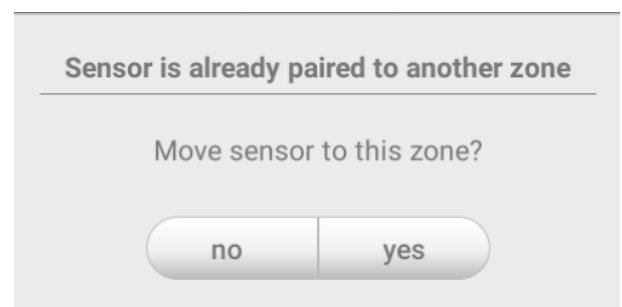 Sensor is already paired to another zone
Move sensor to this zone?
no yes